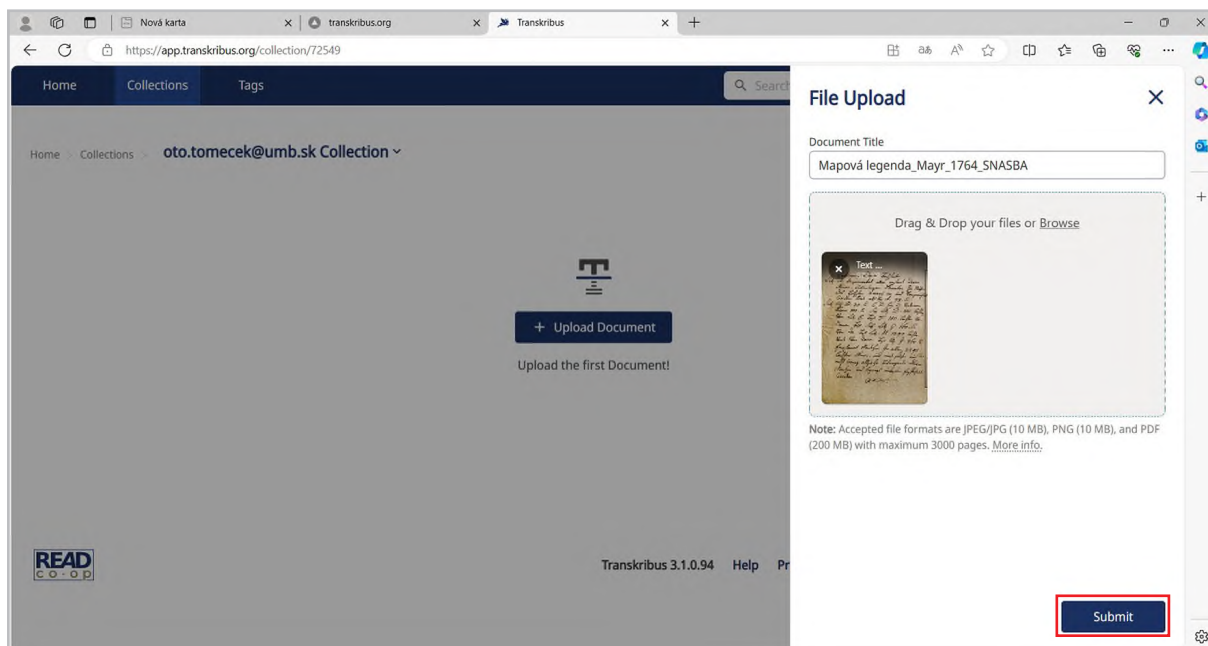 Nová karta
transkribus.org
Transkribus
https://app.transkribus.org/collection/72549
Home Collections Tags
Search
Home Collections oto.tomecek@umb.sk Collection
+ Upload Document
Upload the first Document!
READ
CO-OP
Transkribus 3.1.0.94 Help Pr
File Upload
Document Title
Mapová legenda_Mayr_1764_SNASBA
Drag & Drop your files or Browse
Text ...
Note: Accepted file formats are JPEG/JPG (10 MB), PNG (10 MB), and PDF
(200 MB) with maximum 3000 pages. More info.
Submit